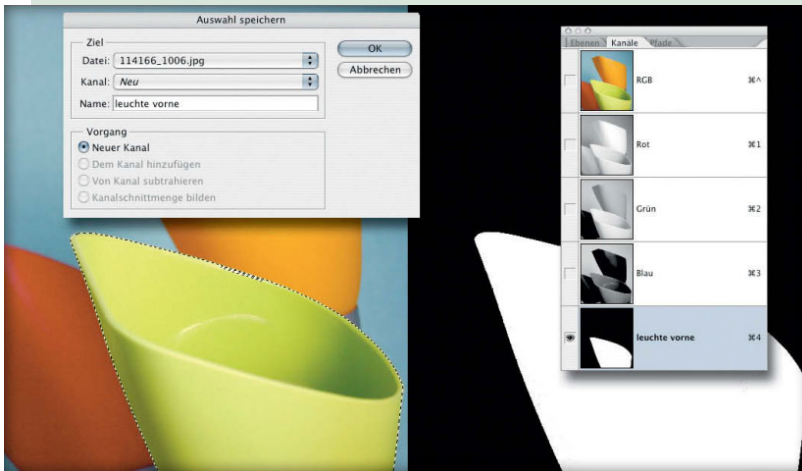 Auswahl speichern
Ziel
Datei: 114166_1006.jpg
Kanal: Neu
Name: leuchte vorne
OK
Abbrechen
Vorgang
Neuer Kanal
Dem Kanal hinzufügen
Von Kanal subtrahieren
Kanalschnittmenge bilden
Ebenen Kanäle Pfade
RGB ⌘^
Rot ⌘1
Grün ⌘2
Blau ⌘3
leuchte vorne ⌘4